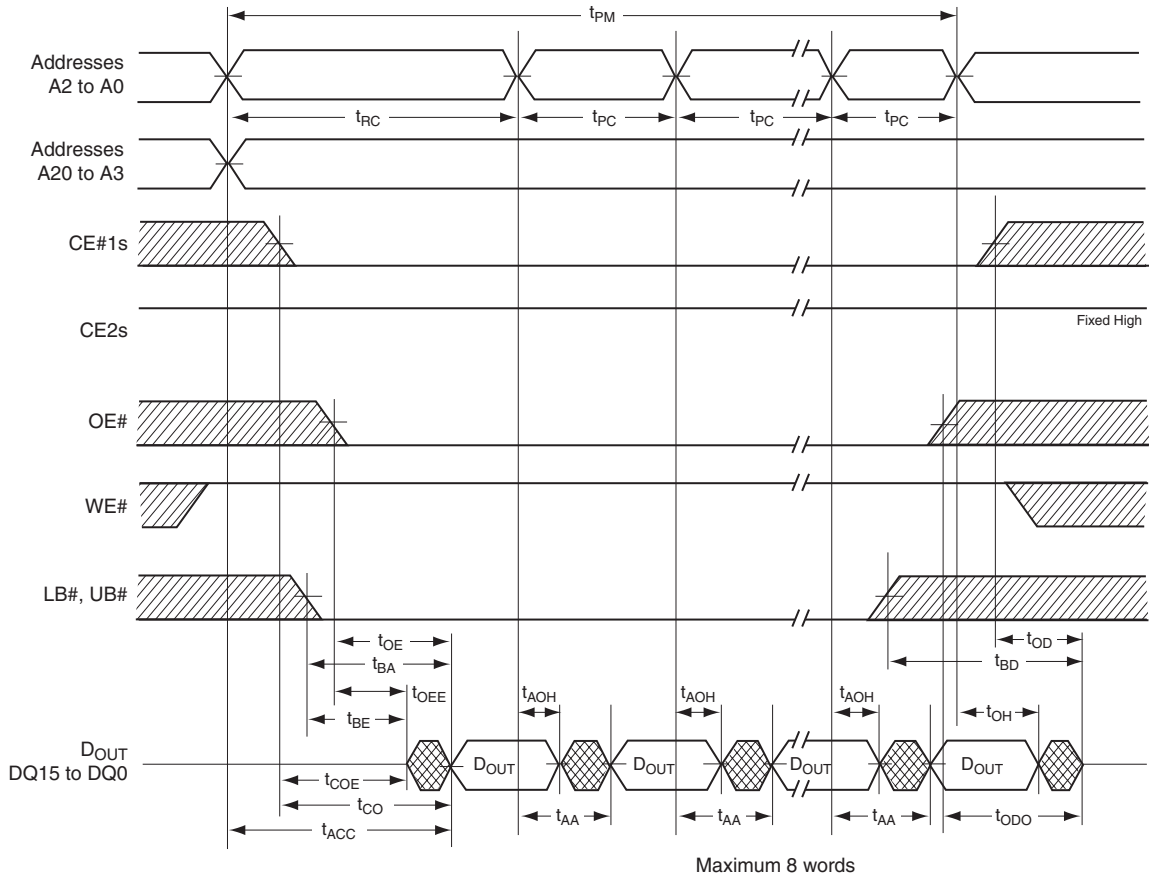 tPM
Addresses
A2 to A0
tRC
tPC
tPC
tPC
Addresses
A20 to A3
CE#1s
CE2s
Fixed High
OE#
WE#
LB#, UB#
tOE
tOD
tBA
tBD
tOEE
tAOH
tAOH
tAOH
tBE
tOH
DOUT
DQ15 to DQ0
DOUT
DOUT
DOUT
DOUT
tCOE
tCO
tAA
tAA
tAA
tODO
tACC
Maximum 8 words